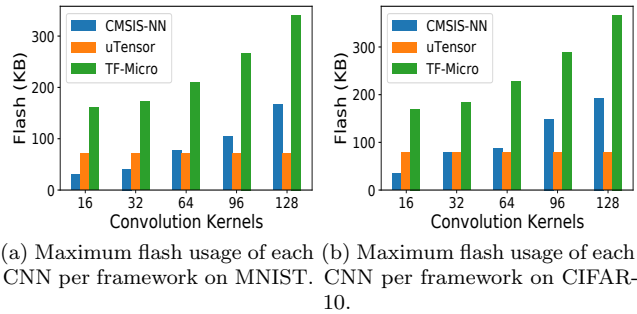 CMSIS-NN
uTensor
TF-Micro
Flash (KB)
300
200
100
0
16 32 64 96 128
Convolution Kernels
(a) Maximum flash usage of each
CNN per framework on MNIST.
CMSIS-NN
uTensor
TF-Micro
Flash (KB)
300
200
100
0
16 32 64 96 128
Convolution Kernels
(b) Maximum flash usage of each
CNN per framework on CIFAR-
10.